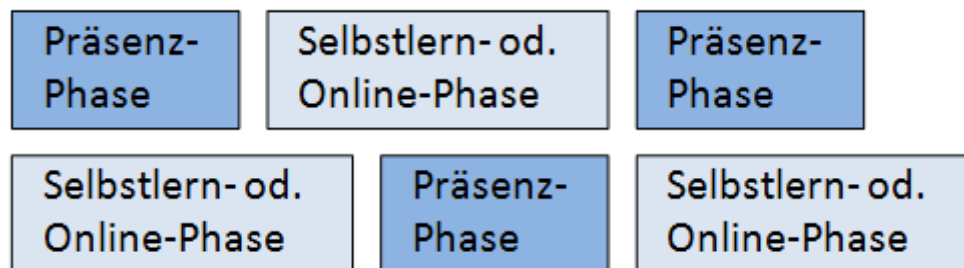 Präsenz-
Phase
Selbstlern- od.
Online-Phase
Präsenz-
Phase
Selbstlern- od.
Online-Phase
Präsenz-
Phase
Selbstlern- od.
Online-Phase